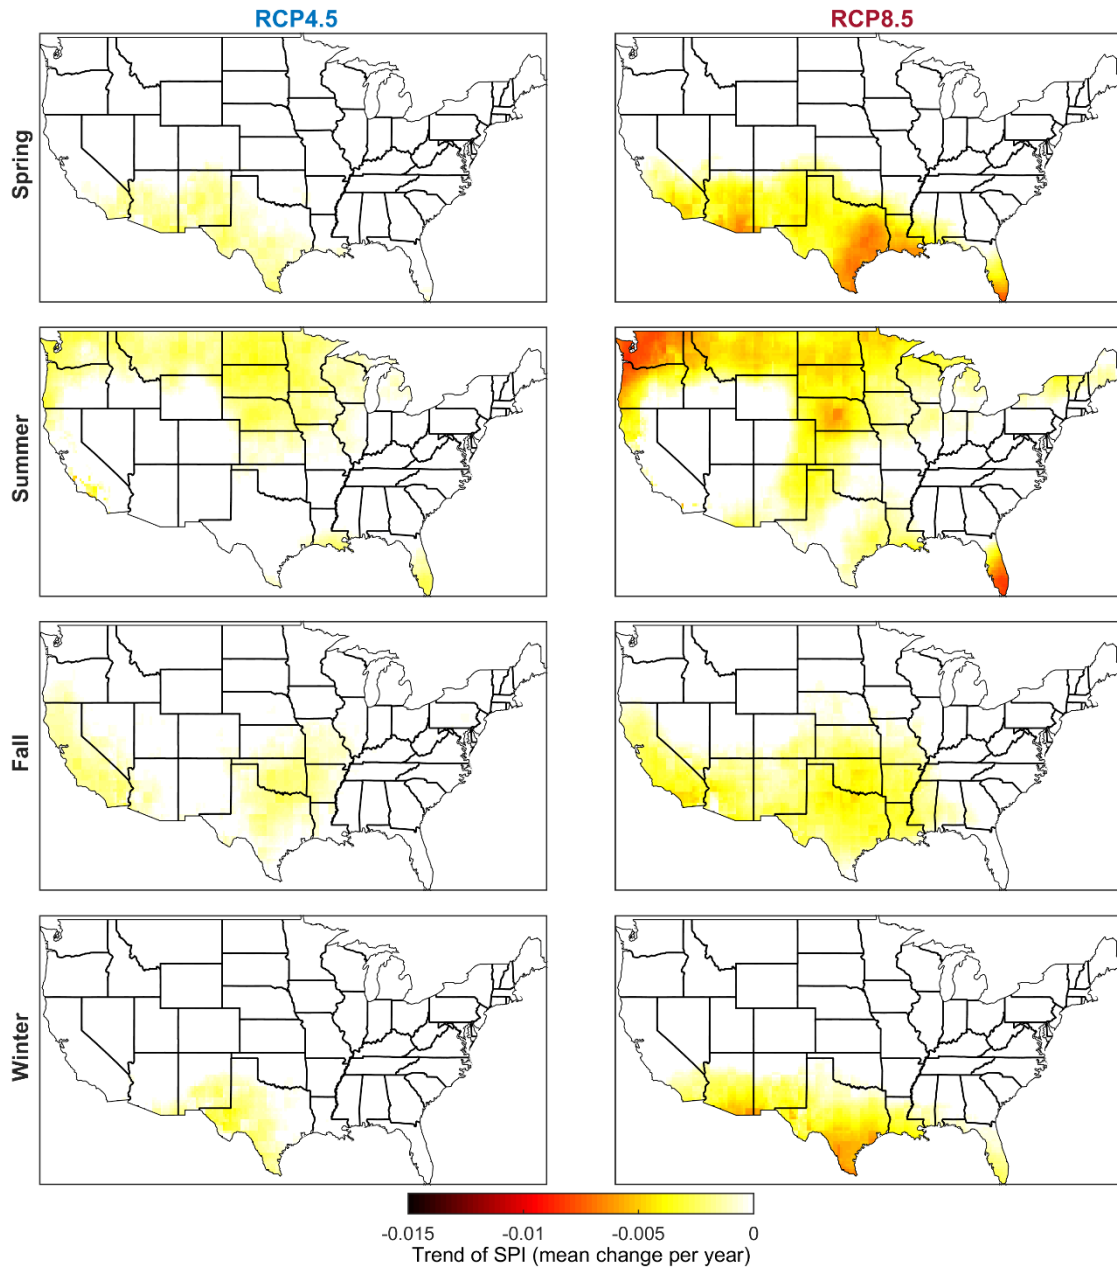 RCP4.5 RCP8.5
Spring
Summer
Fall
Winter
-0.015 -0.01 -0.005 0
Trend of SPI (mean change per year)